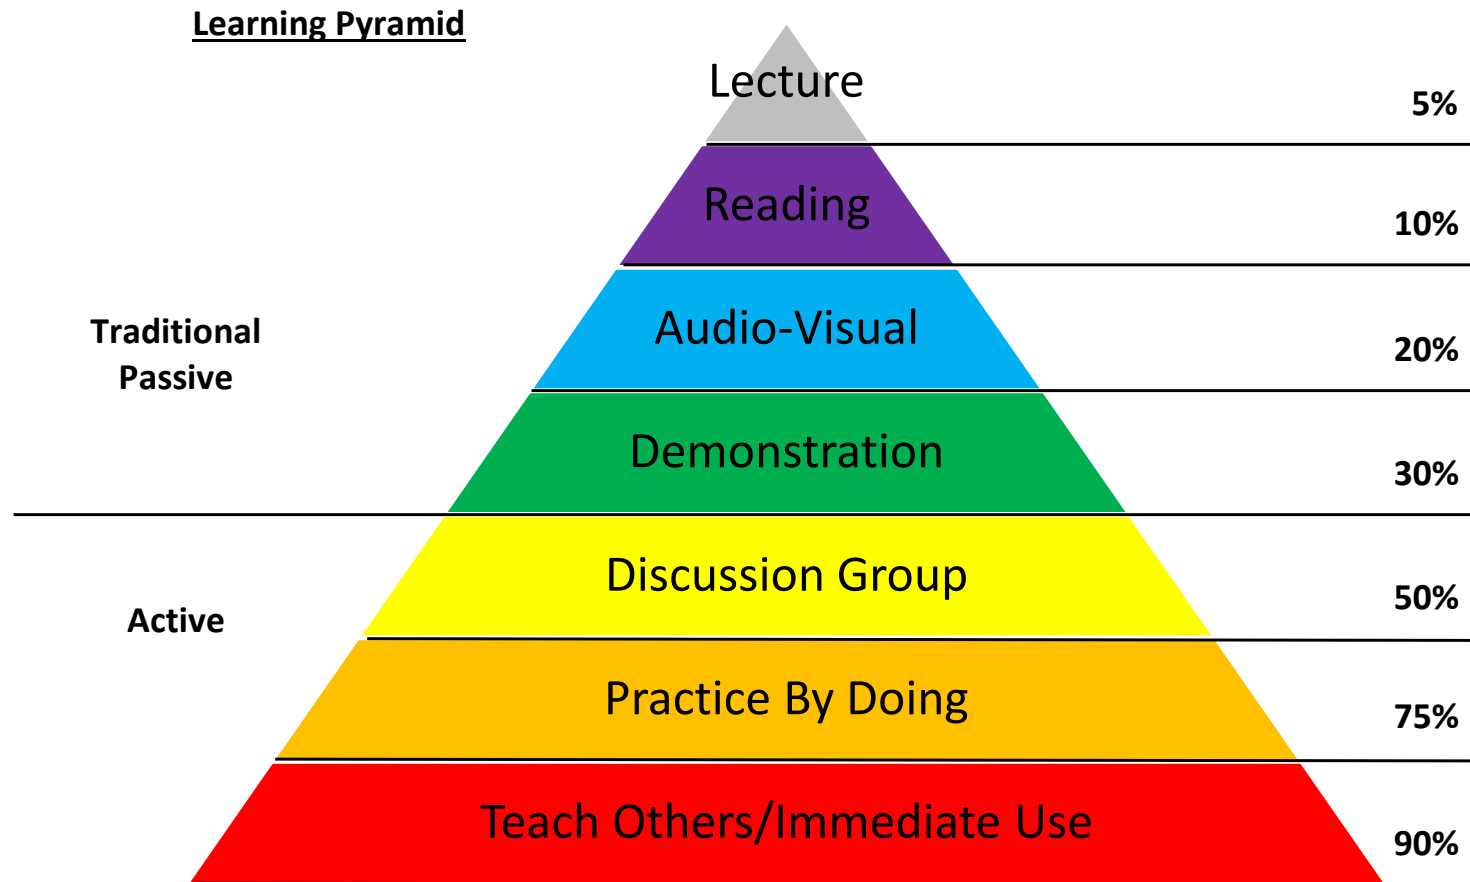 Learning Pyramid
Lecture
5%
Reading
10%
Audio-Visual
20%
Traditional
Passive
Demonstration
30%
Discussion Group
50%
Active
Practice By Doing
75%
Teach Others/Immediate Use
90%